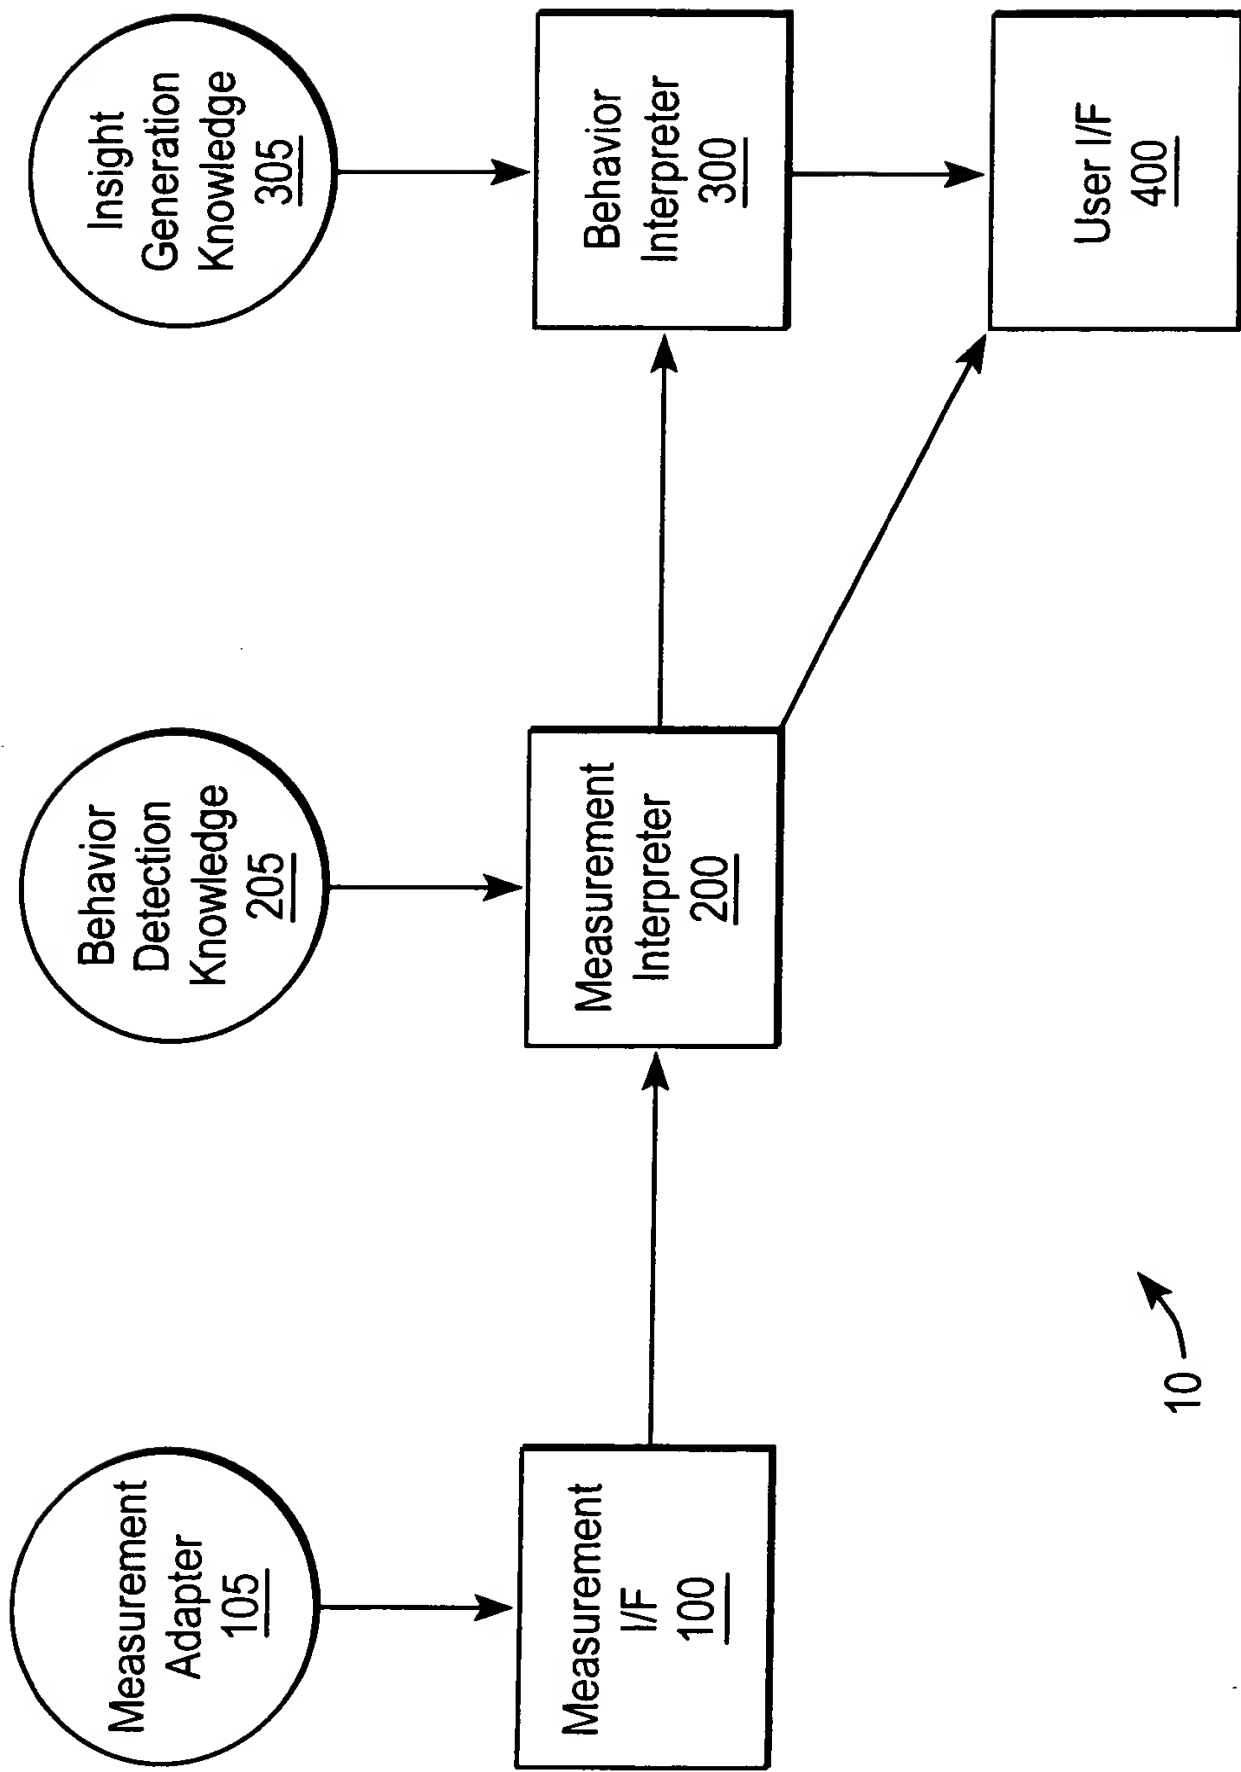 Measurement
Adapter
105
Behavior
Detection
Knowledge
205
Insight
Generation
Knowledge
305
Measurement
I/F
100
Measurement
Interpreter
200
Behavior
Interpreter
300
User I/F
400
10